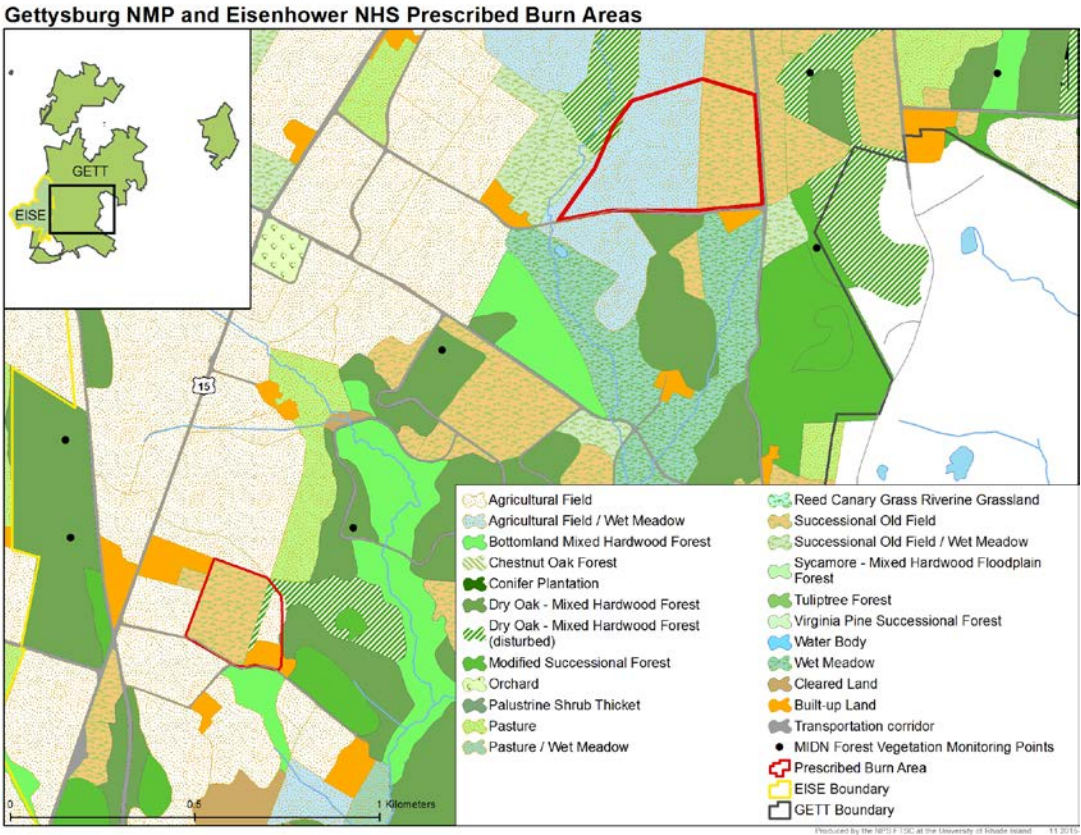 Gettysburg NMP and Eisenhower NHS Prescribed Burn Areas
GETT
EISE
15
Agricultural Field
Agricultural Field / Wet Meadow
Bottomland Mixed Hardwood Forest
Chestnut Oak Forest
Conifer Plantation
Dry Oak - Mixed Hardwood Forest
Dry Oak - Mixed Hardwood Forest
(disturbed)
Modified Successional Forest
Orchard
Palustrine Shrub Thicket
Pasture
Pasture / Wet Meadow
Reed Canary Grass Riverine Grassland
Successional Old Field
Successional Old Field / Wet Meadow
Sycamore - Mixed Hardwood Floodplain
Forest
Tuliptree Forest
Virginia Pine Successional Forest
Water Body
Wet Meadow
Cleared Land
Built-up Land
Transportation corridor
MIDN Forest Vegetation Monitoring Points
Prescribed Burn Area
EISE Boundary
GETT Boundary
0 0.5 1 Kilometers
Produced by the NPS FTSC at the University of Rhode Island 11 2015